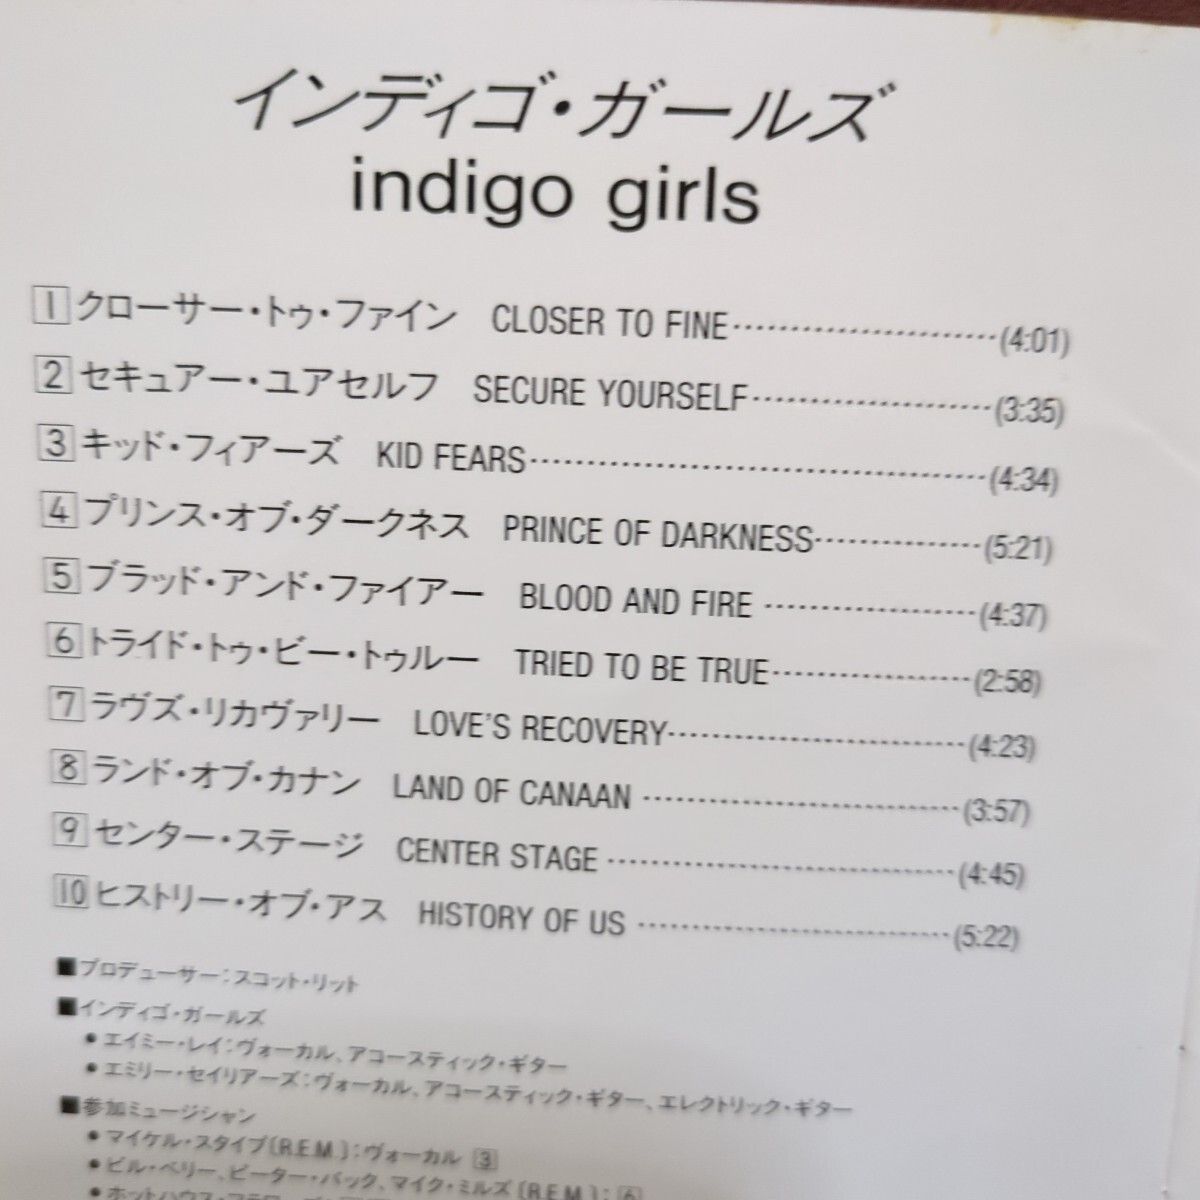 インディゴ・ガールズ
indigo girls
1 クローサー・トゥ・ファイン CLOSER TO FINE (4:01)
2 セキュアー・ユアセルフ SECURE YOURSELF (3:35)
3 キッド・フィアーズ KID FEARS (4:34)
4 プリンス・オブ・ダークネス PRINCE OF DARKNESS (5:21)
5 ブラッド・アンド・ファイアー BLOOD AND FIRE (4:37)
6 トライド・トゥ・ビー・トゥルー TRIED TO BE TRUE (2:58)
7 ラヴズ・リカヴァリー LOVE'S RECOVERY (4:23)
8 ランド・オブ・カナン LAND OF CANAAN (3:57)
9 センター・ステージ CENTER STAGE (4:45)
10 ヒストリー・オブ・アス HISTORY OF US (5:22)
■プロデューサー:スコット・リット
■インディゴ・ガールズ
●エイミー・レイ:ヴォーカル、アコースティック・ギター
●エミリー・セイリアーズ:ヴォーカル、アコースティック・ギター、エレクトリック・ギター
■参加ミュージシャン
●マイケル・スタイプ(R.E.M.):ヴォーカル 3
●ビル・ベリー、ピーター・バック、マイク・ミルズ(R.E.M.):6
●ホットハウス・フラワーズ: